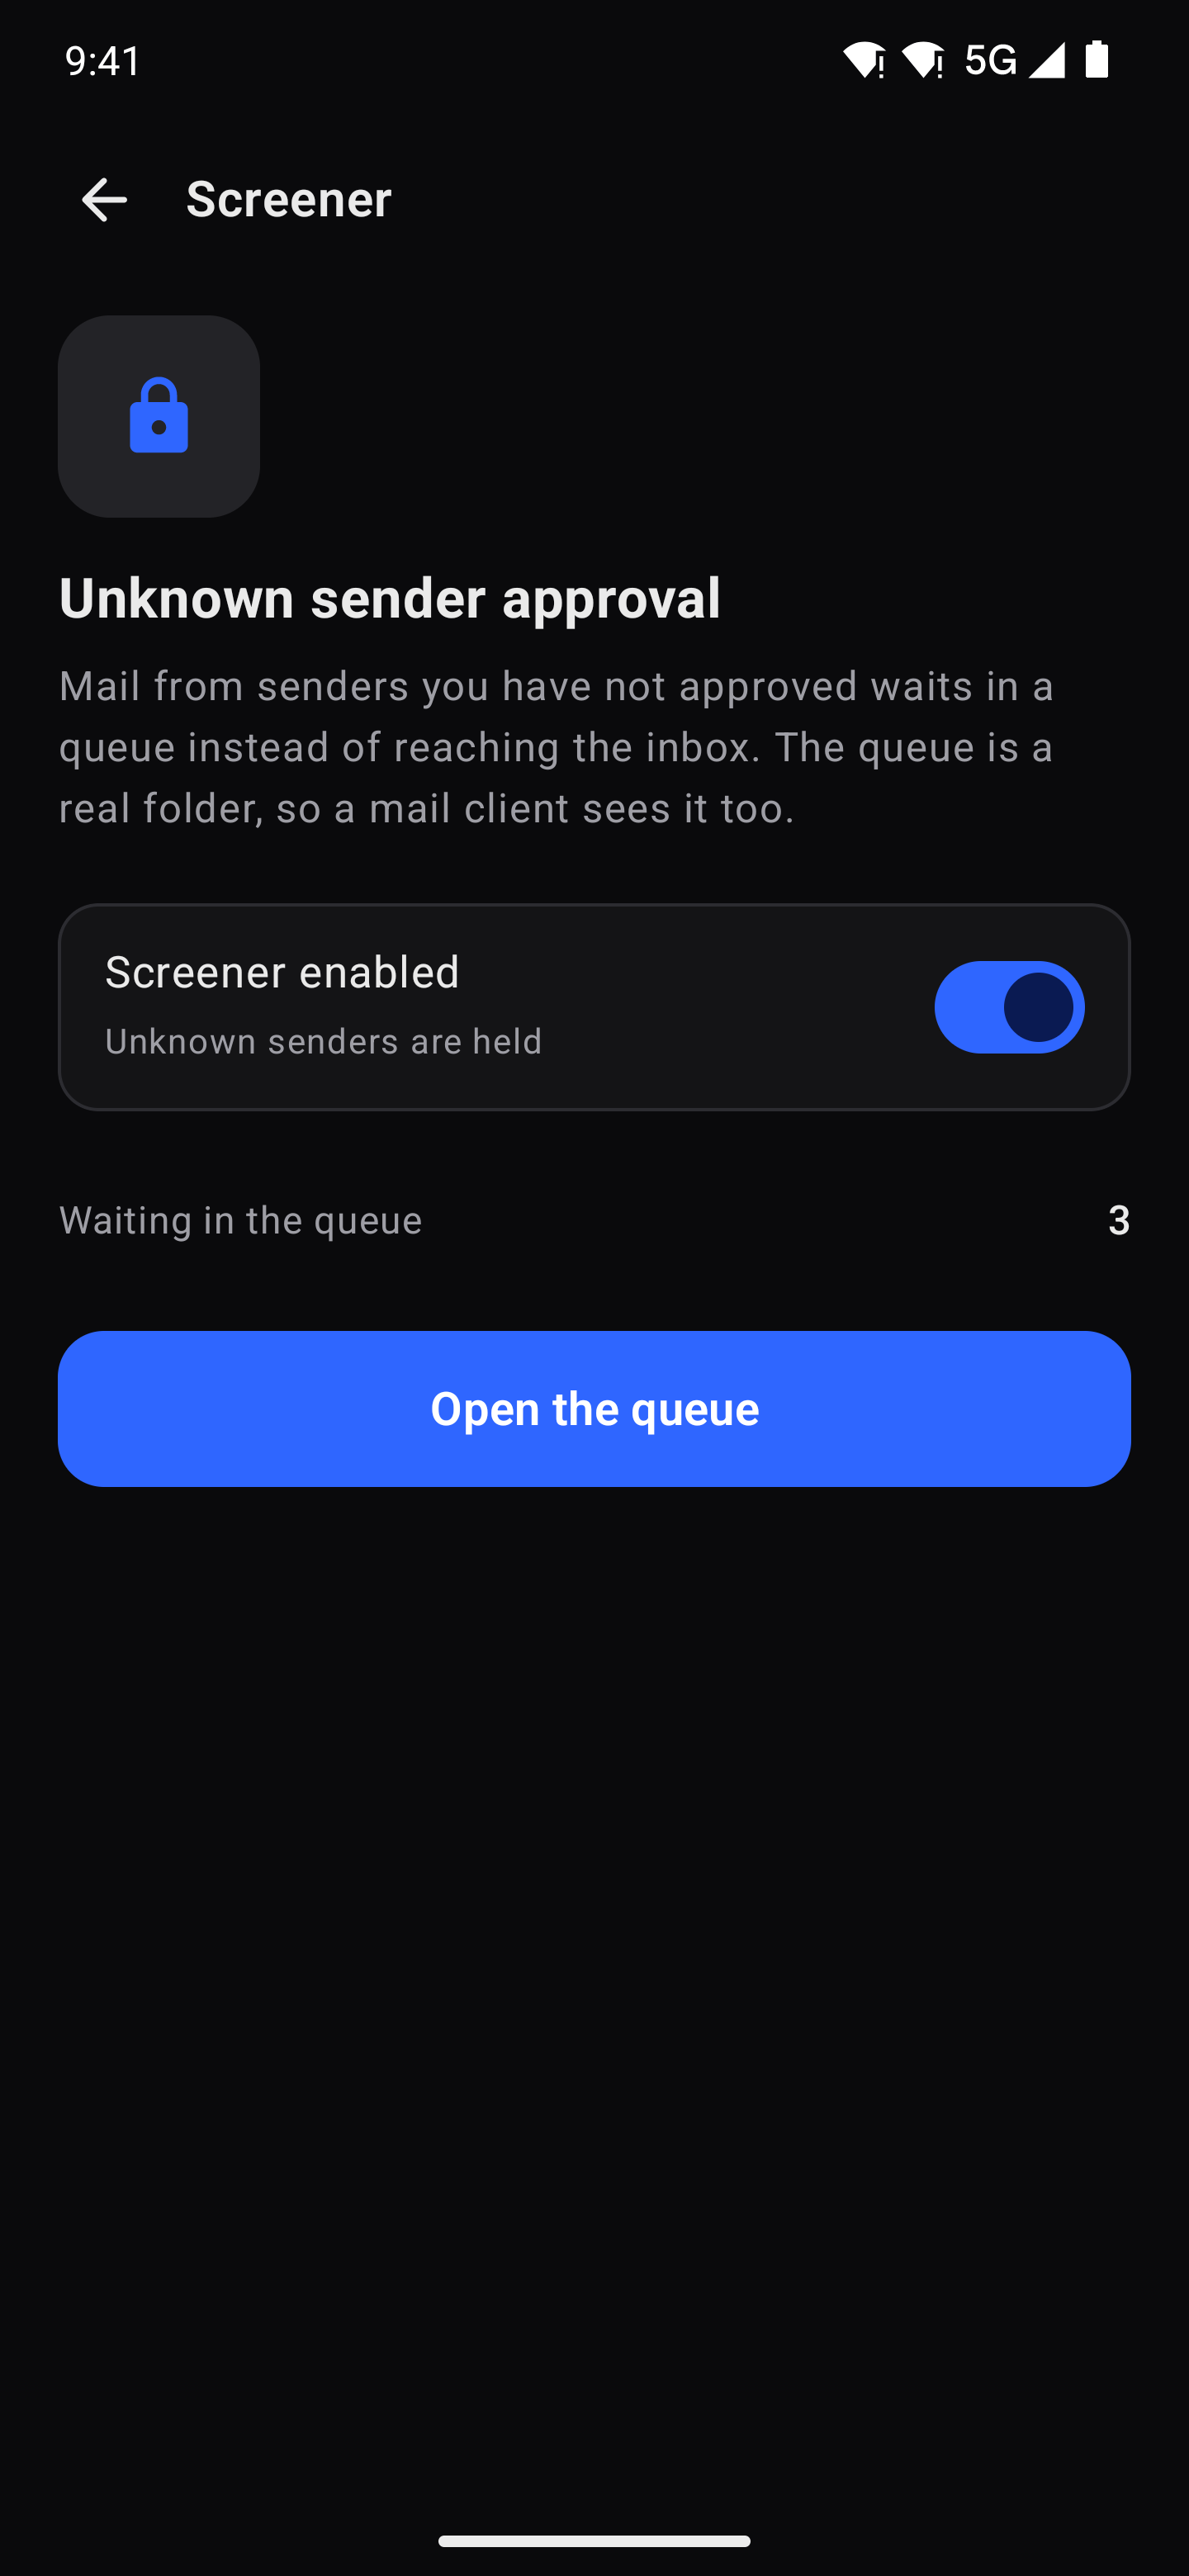 9:41
5G
Screener
Unknown sender approval
Mail from senders you have not approved waits in a
queue instead of reaching the inbox. The queue is a
real folder, so a mail client sees it too.
Screener enabled
Unknown senders are held
Waiting in the queue
3
Open the queue